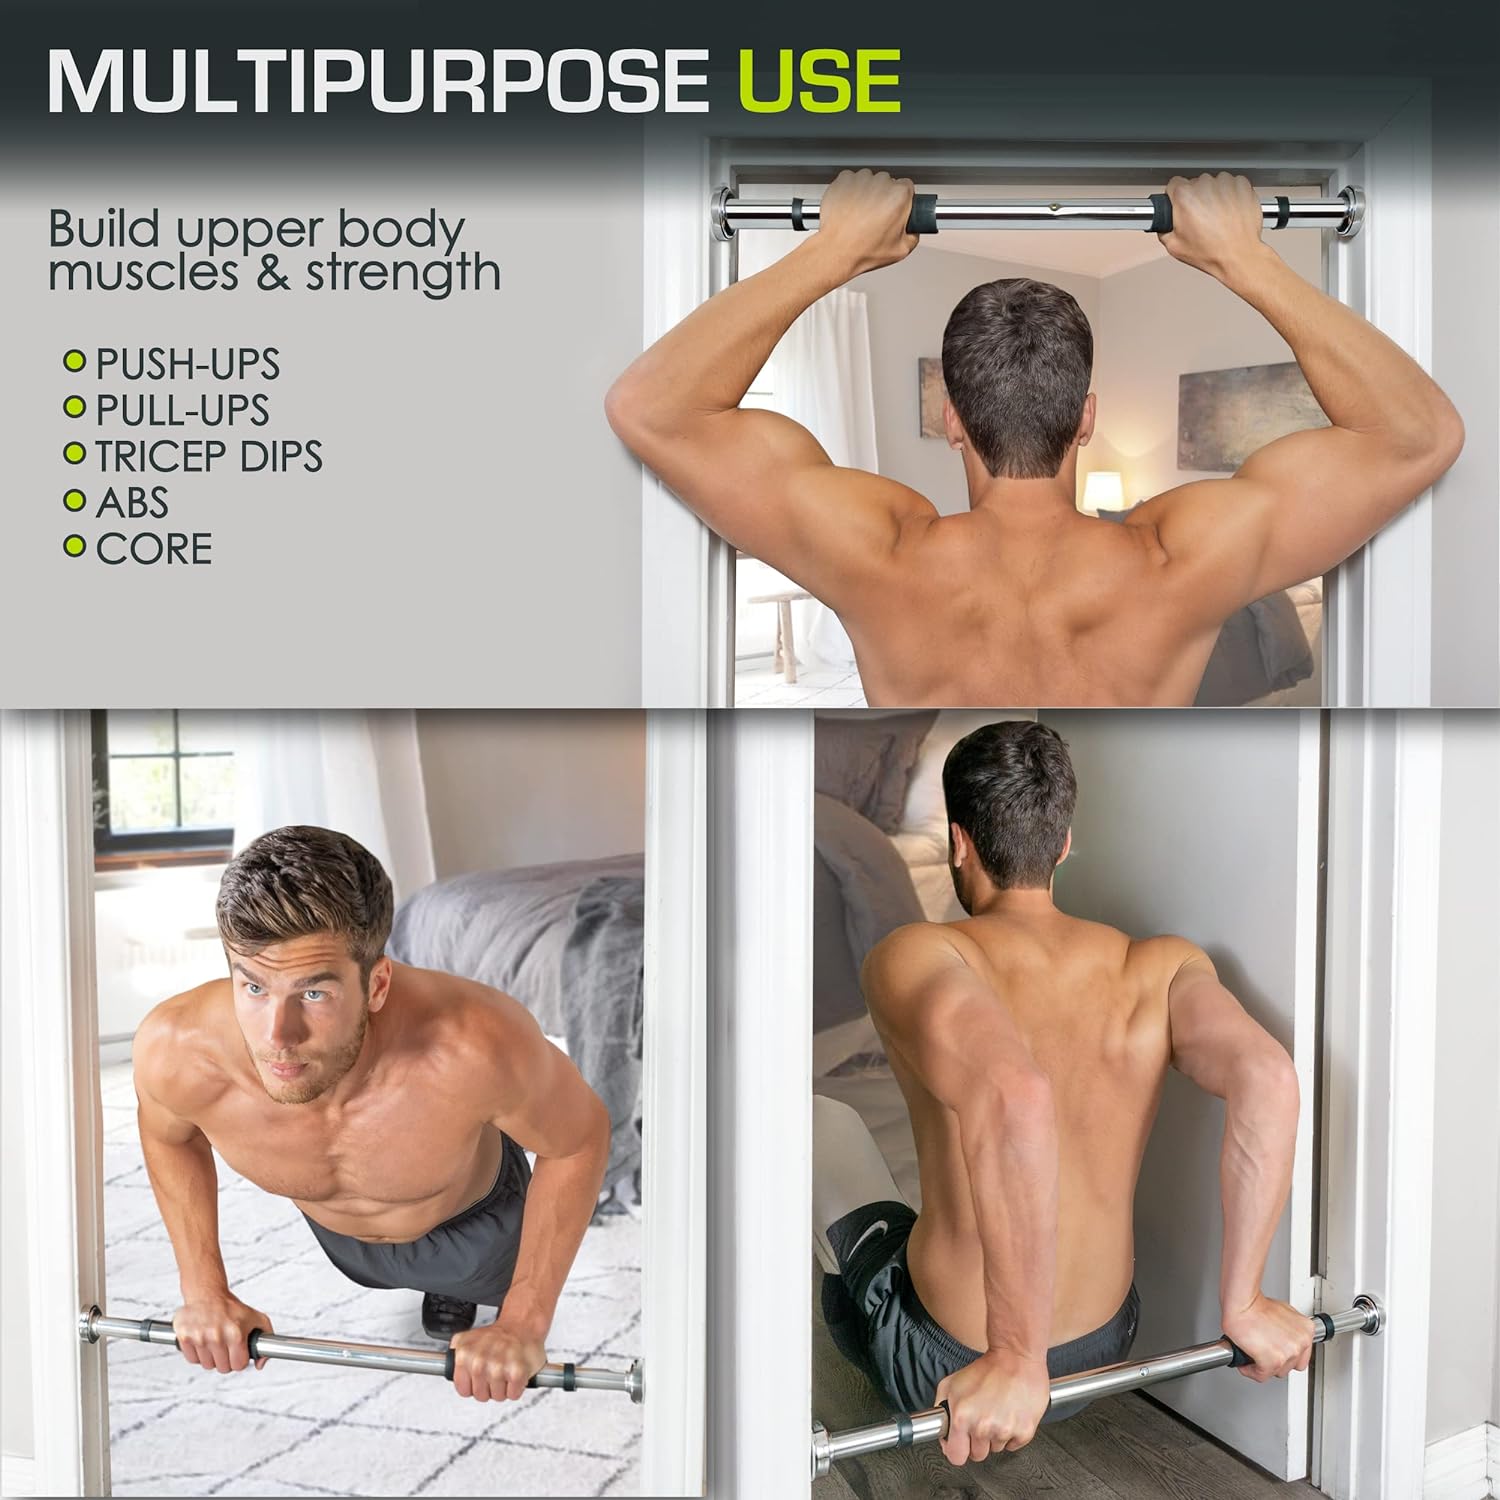 MULTIPURPOSE USE
Build upper body
muscles & strength
PUSH-UPS
PULL-UPS
TRICEP DIPS
ABS
CORE